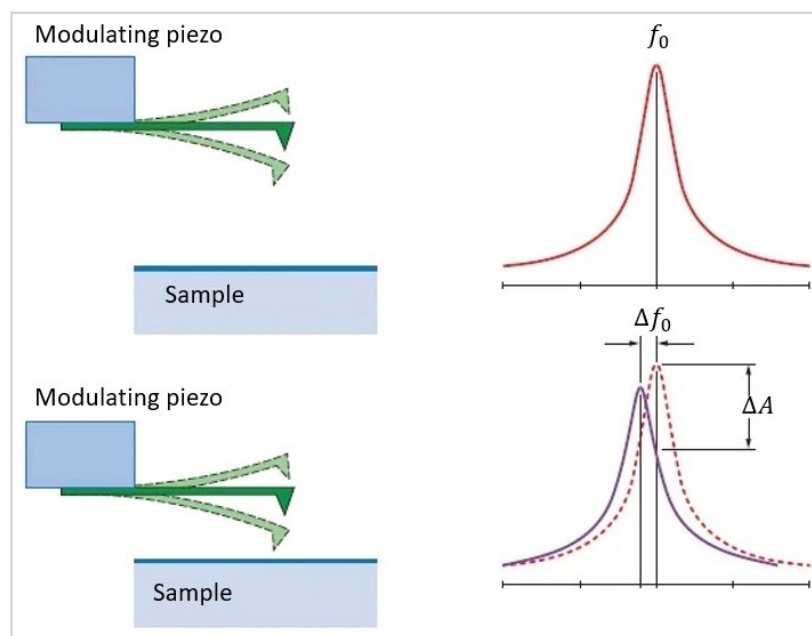 Modulating piezo
f₀
Sample
Δf₀
Modulating piezo
ΔA
Sample